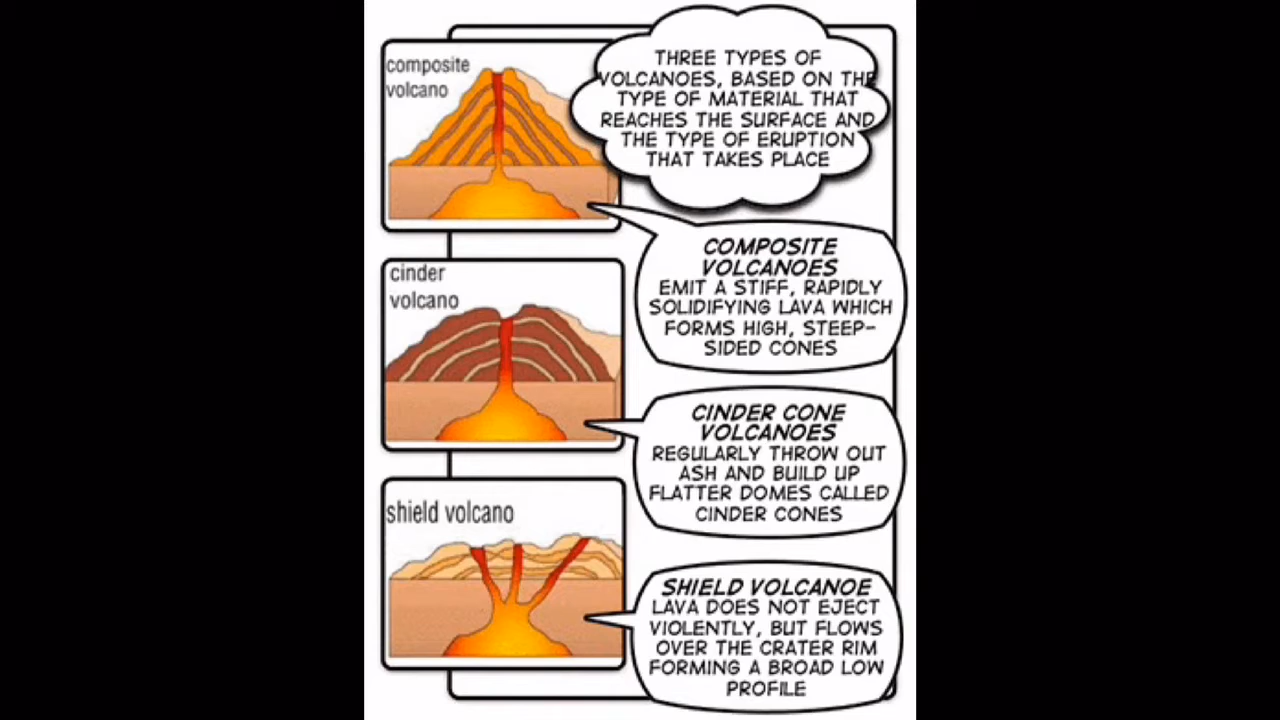 composite
volcano
THREE TYPES OF
VOLCANOES, BASED ON THE
TYPE OF MATERIAL THAT
REACHES THE SURFACE AND
THE TYPE OF ERUPTION
THAT TAKES PLACE
COMPOSITE
VOLCANOES
EMIT A STIFF, RAPIDLY
SOLIDIFYING LAVA WHICH
FORMS HIGH, STEEP-
SIDED CONES
cinder
volcano
CINDER CONE
VOLCANOES
REGULARLY THROW OUT
ASH AND BUILD UP
FLATTER DOMES CALLED
CINDER CONES
shield volcano
SHIELD VOLCANOE
LAVA DOES NOT EJECT
VIOLENTLY, BUT FLOWS
OVER THE CRATER RIM
FORMING A BROAD LOW
PROFILE